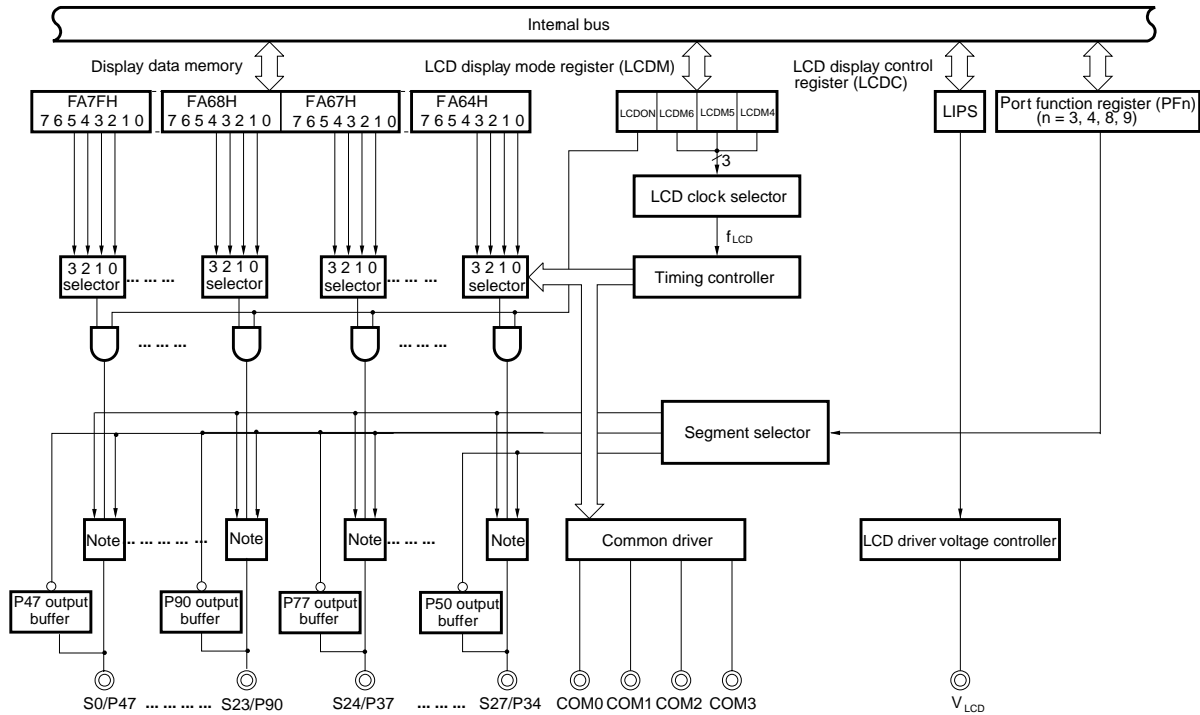 Internal bus
Display data memory
LCD display mode register (LCDM)
LCD display control
register (LCDC)
FA7FH
7 6 5 4 3 2 1 0
FA68H
7 6 5 4 3 2 1 0
FA67H
7 6 5 4 3 2 1 0
FA64H
7 6 5 4 3 2 1 0
LCDON LCDM6 LCDM5 LCDM4
LIPS
Port function register (PFn)
(n = 3, 4, 8, 9)
3
LCD clock selector
fLCD
3 2 1 0
selector
... ... ...
3 2 1 0
selector
3 2 1 0
selector
... ... ...
3 2 1 0
selector
Timing controller
... ... ...
... ... ...
Segment selector
Note
... ... ... ...
Note
Note
... ... ...
Note
Common driver
LCD driver voltage controller
P47 output
buffer
P90 output
buffer
P77 output
buffer
P50 output
buffer
S0/P47 ... ... ... ... S23/P90 S24/P37 ... ... ... S27/P34 COM0 COM1 COM2 COM3 VLCD